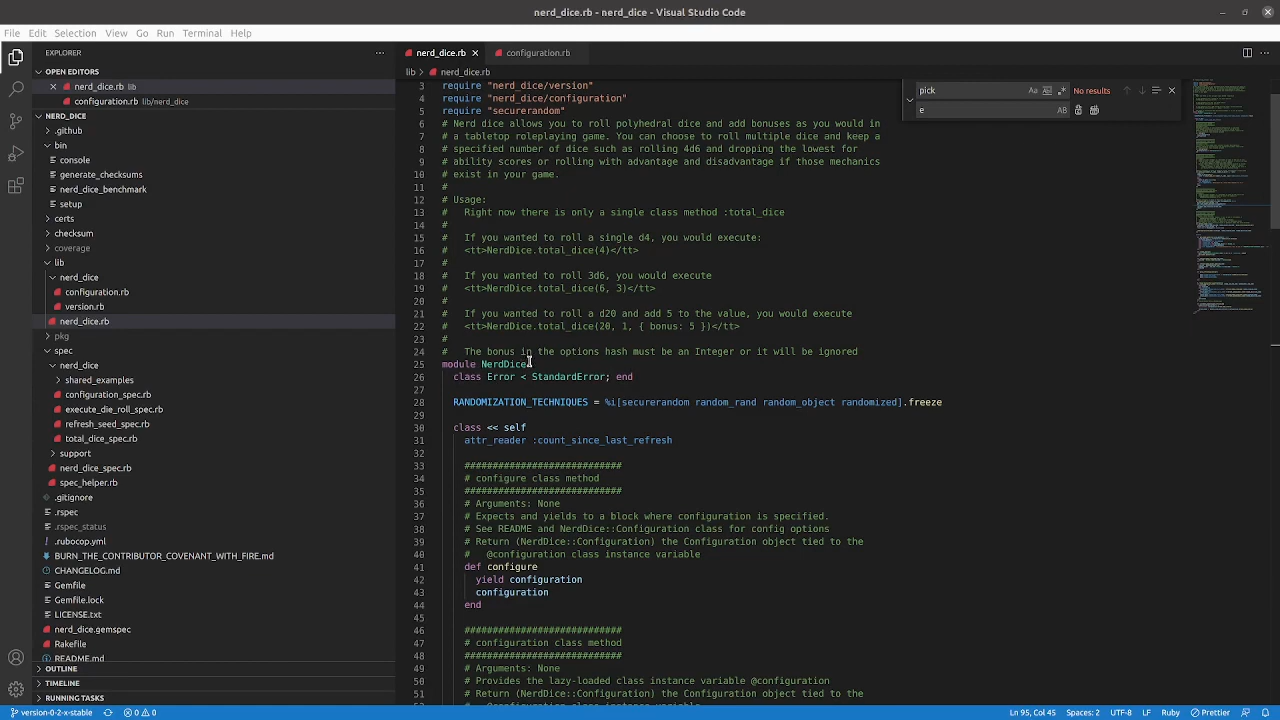 nerd_dice.rb - nerd_dice - Visual Studio Code
File Edit Selection View Go Run Terminal Help
EXPLORER
OPEN EDITORS
nerd_dice.rb lib
configuration.rb lib/nerd_dice
NERD_DICE
.github
bin
console
generate_checksums
nerd_dice_benchmark
setup
certs
checksum
coverage
lib
nerd_dice
configuration.rb
version.rb
nerd_dice.rb
pkg
spec
nerd_dice
shared_examples
configuration_spec.rb
execute_die_roll_spec.rb
refresh_seed_spec.rb
total_dice_spec.rb
support
nerd_dice_spec.rb
spec_helper.rb
.gitignore
.rspec
.rspec_status
.rubocop.yml
BURN_THE_CONTRIBUTOR_COVENANT_WITH_FIRE.md
CHANGELOG.md
Gemfile
Gemfile.lock
LICENSE.txt
nerd_dice.gemspec
Rakefile
README.md
OUTLINE
TIMELINE
RUNNING TASKS
nerd_dice.rb configuration.rb
lib > nerd_dice.rb
pick Aa No results
e AB
3 require "nerd_dice/version"
4 require "nerd_dice/configuration"
5 require "securerandom"
6 # Nerd dice allows you to roll polyhedral dice and add bonuses as you would in
7 # a tabletop roleplaying game. You can choose to roll multiple dice and keep a
8 # specified number of dice such as rolling 4d6 and dropping the lowest for
9 # ability scores or rolling with advantage and disadvantage if those mechanics
10 # exist in your game.
11 #
12 # Usage:
13 # Right now there is only a single class method :total_dice
14 #
15 # If you want to roll a single d4, you would execute:
16 # <tt>NerdDice.total_dice(4)</tt>
17 #
18 # If you wanted to roll 3d6, you would execute
19 # <tt>NerdDice.total_dice(6, 3)</tt>
20 #
21 # If you wanted to roll a d20 and add 5 to the value, you would execute
22 # <tt>NerdDice.total_dice(20, 1, { bonus: 5 })</tt>
23 #
24 # The bonus in the options hash must be an Integer or it will be ignored
25 module NerdDice
26 class Error < StandardError; end
27
28 RANDOMIZATION_TECHNIQUES = %i[securerandom random_rand random_object randomized].freeze
29
30 class << self
31 attr_reader :count_since_last_refresh
32
33 ############################
34 # configure class method
35 ############################
36 # Arguments: None
37 # Expects and yields to a block where configuration is specified.
38 # See README and NerdDice::Configuration class for config options
39 # Return (NerdDice::Configuration) the Configuration object tied to the
40 # @configuration class instance variable
41 def configure
42 yield configuration
43 configuration
44 end
45
46 ############################
47 # configuration class method
48 ############################
49 # Arguments: None
50 # Provides the lazy-loaded class instance variable @configuration
51 # Return (NerdDice::Configuration) the Configuration object tied to the
version-0-2-x-stable 0 0 Ln 95, Col 45 Spaces: 2 UTF-8 LF Ruby Prettier